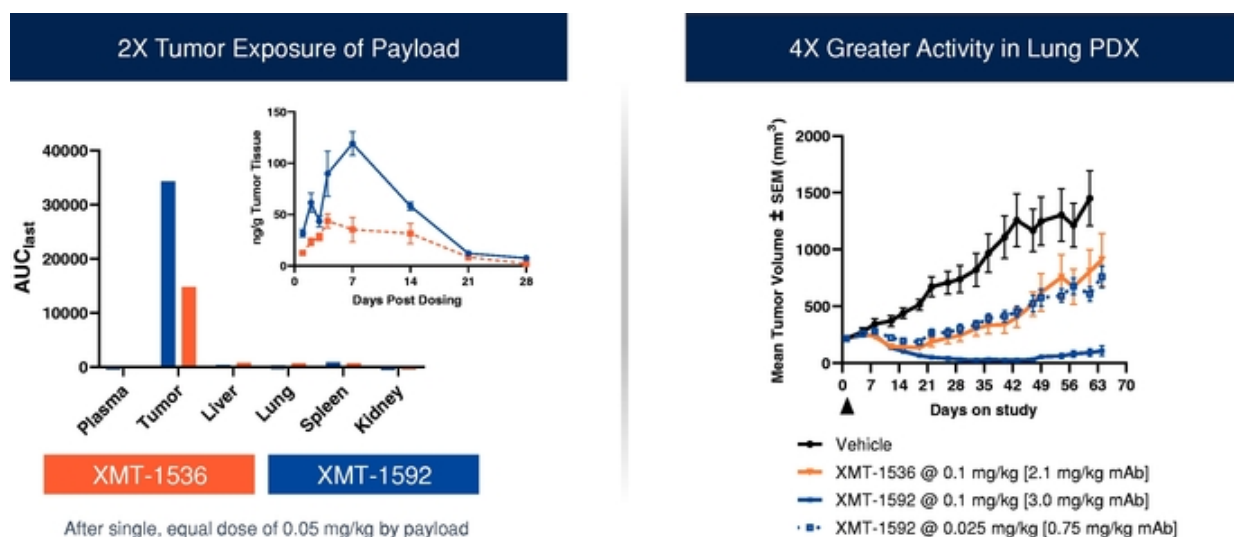 2X Tumor Exposure of Payload
40000
30000
20000
10000
0
AUClast
Plasma
Tumor
Liver
Lung
Spleen
Kidney
150
100
50
0
ng/g Tumor Tissue
0
7
14
21
28
Days Post Dosing
XMT-1536
XMT-1592
After single, equal dose of 0.05 mg/kg by payload
4X Greater Activity in Lung PDX
2000
1500
1000
500
0
Mean Tumor Volume ± SEM (mm³)
0
7
14
21
28
35
42
49
56
63
70
Days on study
Vehicle
XMT-1536 @ 0.1 mg/kg [2.1 mg/kg mAb]
XMT-1592 @ 0.1 mg/kg [3.0 mg/kg mAb]
XMT-1592 @ 0.025 mg/kg [0.75 mg/kg mAb]